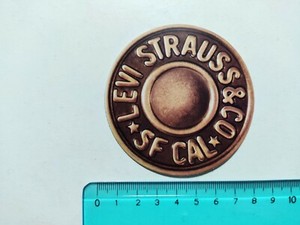 LEVI STRAUSS & CO
★ SF CAL ★
0 1 2 3 4 5 6 7 8 9 10